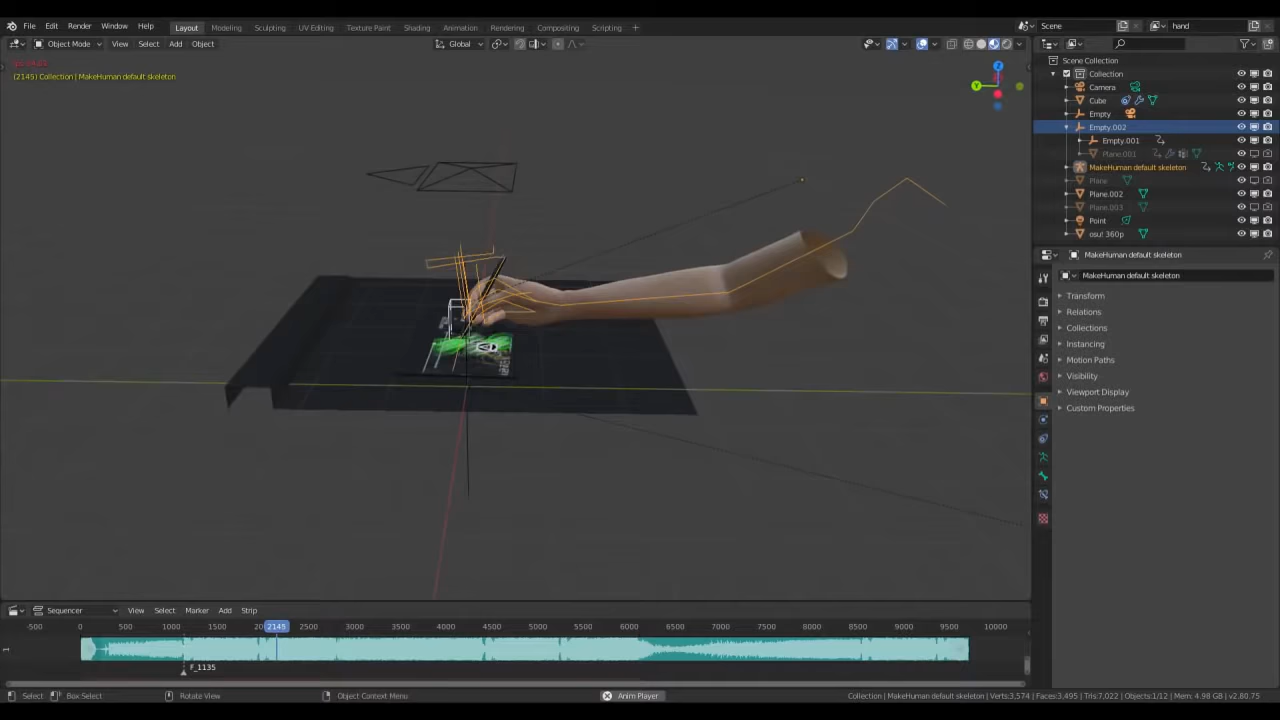 File Edit Render Window Help Layout Modeling Sculpting UV Editing Texture Paint Shading Animation Rendering Compositing Scripting + Scene hand
Object Mode View Select Add Object Global
(2145) Collection | MakeHuman default skeleton
Z
Y
Scene Collection
Collection
Camera
Cube
Empty
Empty.002
Empty.001
Plane.001
MakeHuman default skeleton
Plane
Plane.002
Plane.003
Point
osu! 360p
MakeHuman default skeleton
MakeHuman default skeleton
Transform
Relations
Collections
Instancing
Motion Paths
Visibility
Viewport Display
Custom Properties
Sequencer View Select Marker Add Strip
-500 0 500 1000 1500 20 2145 2500 3000 3500 4000 4500 5000 5500 6000 6500 7000 7500 8000 8500 9000 9500 10000
F_1135
Select Box Select Rotate View Object Context Menu Anim Player Collection | MakeHuman default skeleton | Verts:3,574 | Faces:3,495 | Tris:7,022 | Objects:1/12 | Mem: 4.98 GB | v2.80.75